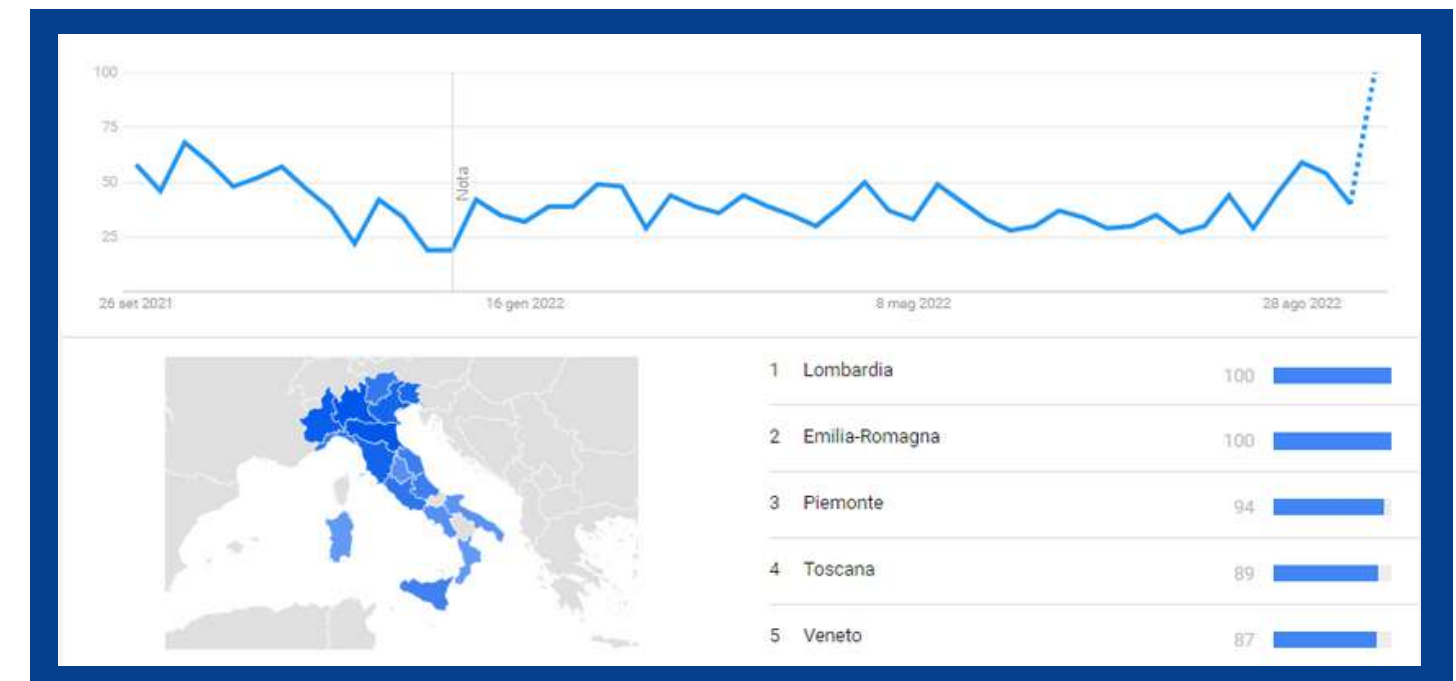 100
75
50
25
Nota
26 set 2021
16 gen 2022
8 mag 2022
28 ago 2022
1 Lombardia 100
2 Emilia-Romagna 100
3 Piemonte 94
4 Toscana 89
5 Veneto 87